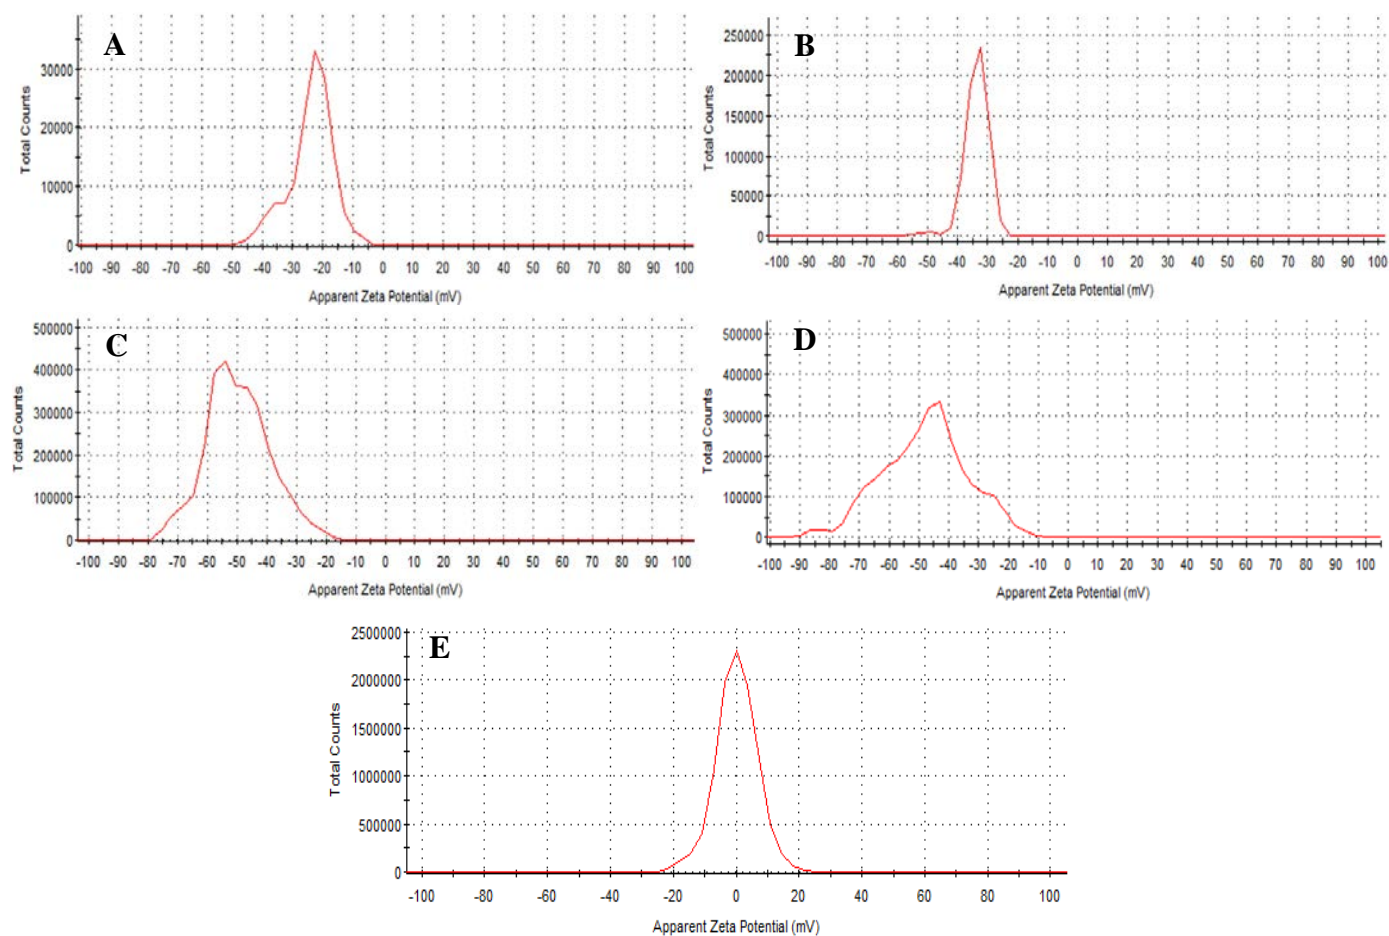 A
Total Counts
30000
20000
10000
0
-100 -90 -80 -70 -60 -50 -40 -30 -20 -10 0 10 20 30 40 50 60 70 80 90 100
Apparent Zeta Potential (mV)
B
Total Counts
250000
200000
150000
100000
50000
0
-100 -90 -80 -70 -60 -50 -40 -30 -20 -10 0 10 20 30 40 50 60 70 80 90 100
Apparent Zeta Potential (mV)
C
Total Counts
500000
400000
300000
200000
100000
0
-100 -90 -80 -70 -60 -50 -40 -30 -20 -10 0 10 20 30 40 50 60 70 80 90 100
Apparent Zeta Potential (mV)
D
Total Counts
500000
400000
300000
200000
100000
0
-100 -90 -80 -70 -60 -50 -40 -30 -20 -10 0 10 20 30 40 50 60 70 80 90 100
Apparent Zeta Potential (mV)
E
Total Counts
2500000
2000000
1500000
1000000
500000
0
-100 -80 -60 -40 -20 0 20 40 60 80 100
Apparent Zeta Potential (mV)